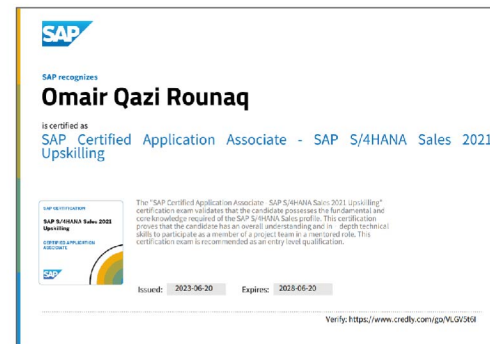 SAP
SAP recognizes
Omair Qazi Rounaq
is certified as
SAP Certified Application Associate - SAP S/4HANA Sales 2021
Upskilling
SAP CERTIFICATION
SAP S/4HANA Sales 2021
Upskilling
CERTIFIED APPLICATION
ASSOCIATE
SAP
The "SAP Certified Application Associate - SAP S/4HANA Sales 2021 Upskilling"
certification exam validates that the candidate possesses the fundamental and
core knowledge required of the SAP S/4HANA Sales profile. This certification
proves that the candidate has an overall understanding and in depth technical
skills to participate as a member of a project team in a mentored role. This
certification exam is recommended as an entry level qualification.
Issued: 2023-06-20 Expires: 2028-06-20
Verify: https://www.credly.com/go/VLGV5t6l